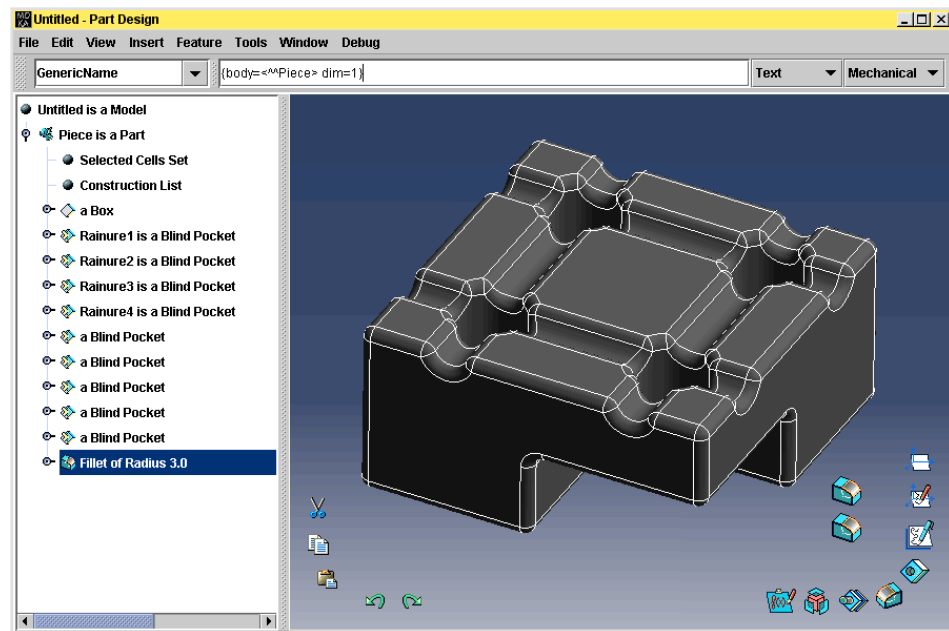 MO
KA Untitled - Part Design
File Edit View Insert Feature Tools Window Debug
GenericName {body=<^^Piece> dim=1} Text Mechanical
Untitled is a Model
Piece is a Part
Selected Cells Set
Construction List
a Box
Rainure1 is a Blind Pocket
Rainure2 is a Blind Pocket
Rainure3 is a Blind Pocket
Rainure4 is a Blind Pocket
a Blind Pocket
a Blind Pocket
a Blind Pocket
a Blind Pocket
a Blind Pocket
Fillet of Radius 3.0